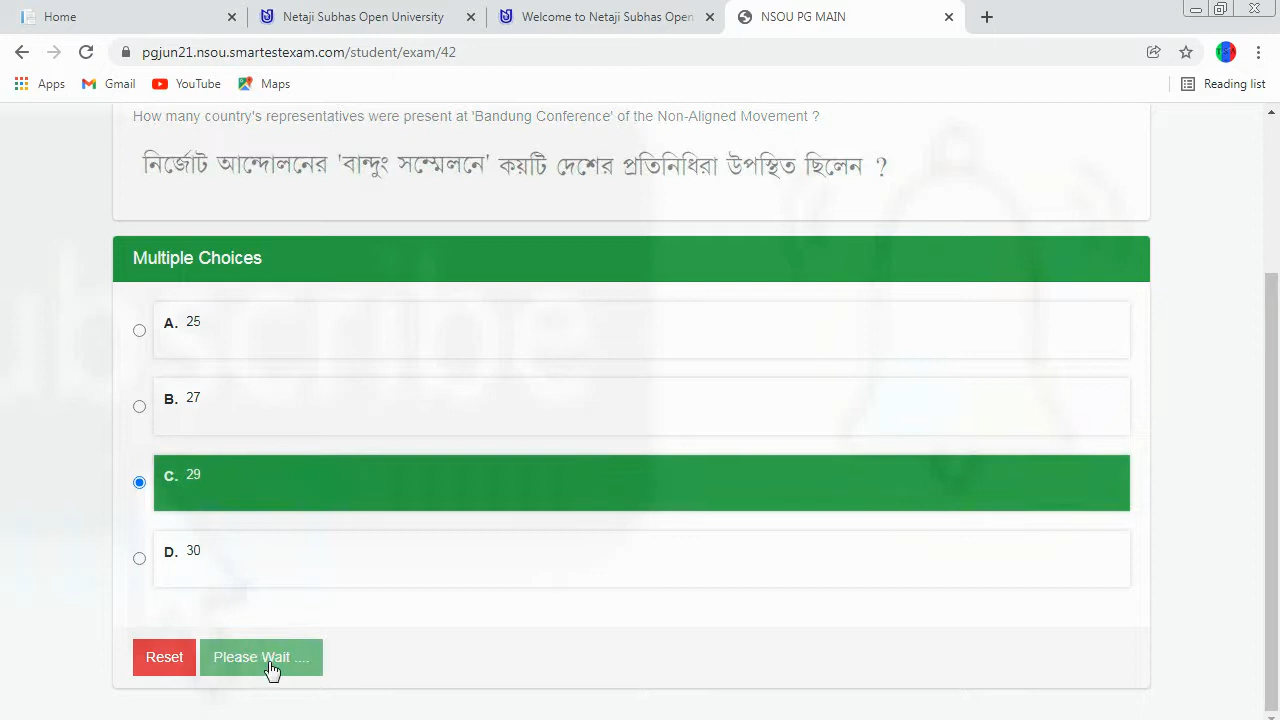 Home
Netaji Subhas Open University
Welcome to Netaji Subhas Open
NSOU PG MAIN
pgjun21.nsou.smartestexam.com/student/exam/42
Apps
Gmail
YouTube
Maps
Reading list
How many country's representatives were present at 'Bandung Conference' of the Non-Aligned Movement ?
নির্জোট আন্দোলনের 'বান্দুং সম্মেলনে' কয়টি দেশের প্রতিনিধিরা উপস্থিত ছিলেন ?
Multiple Choices
A. 25
B. 27
C. 29
D. 30
Reset
Please Wait ....